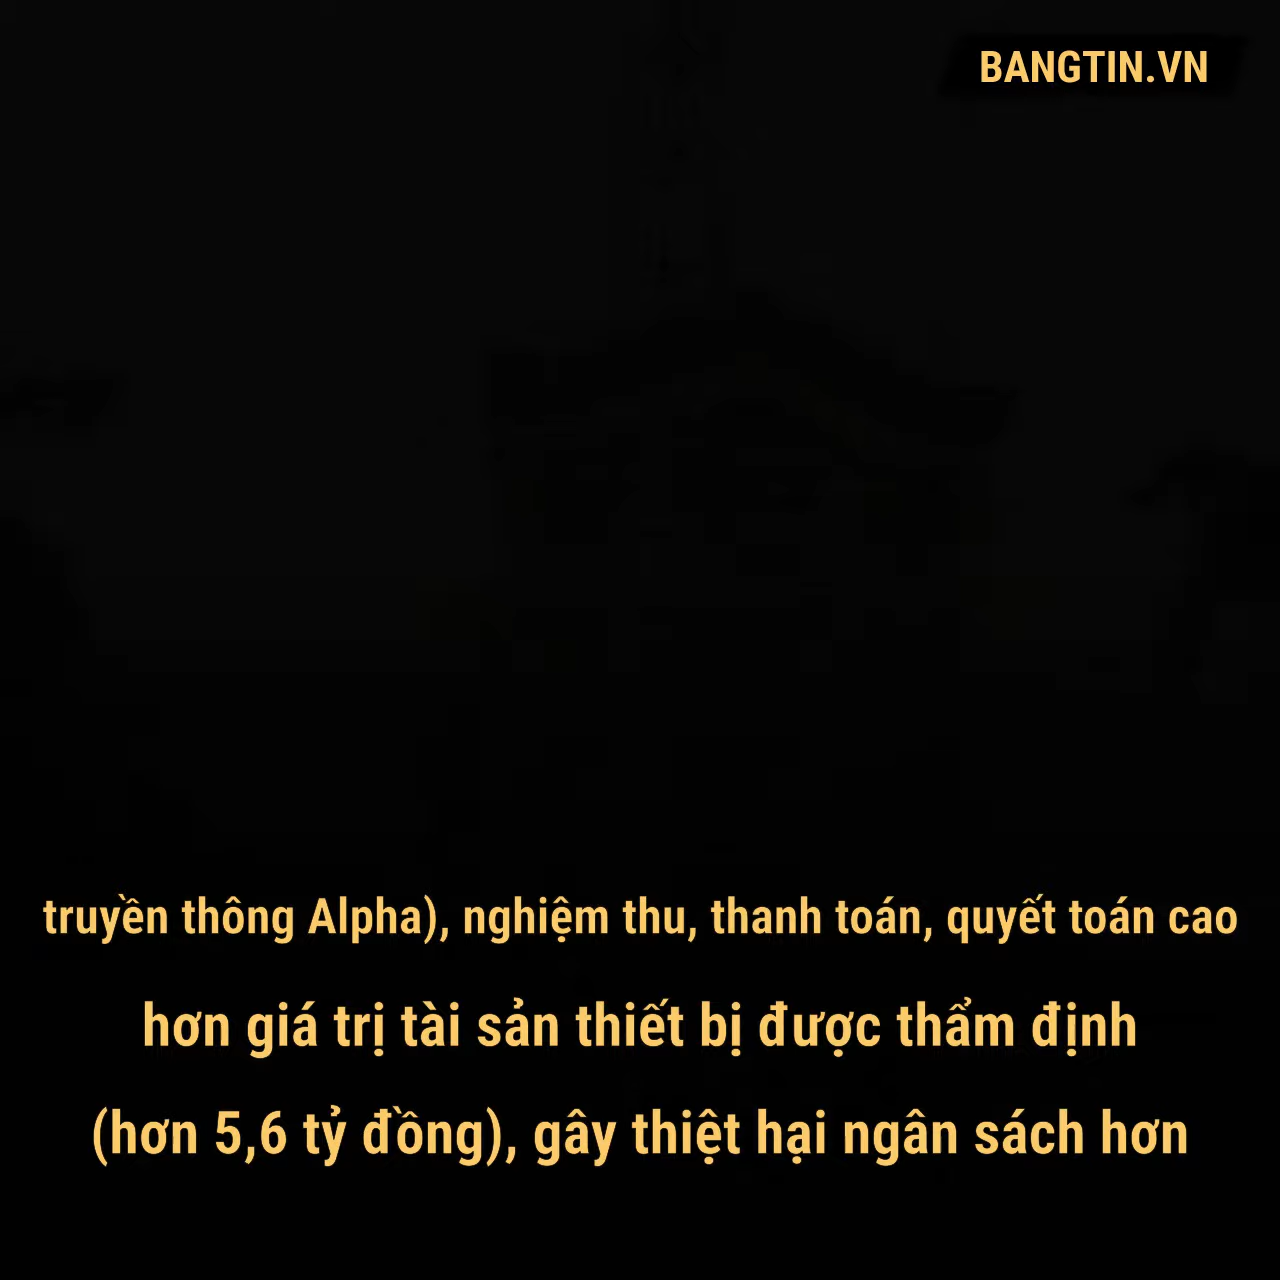 BANGTIN.VN
truyền thông Alpha), nghiệm thu, thanh toán, quyết toán cao
hơn giá trị tài sản thiết bị được thẩm định
(hơn 5,6 tỷ đồng), gây thiệt hại ngân sách hơn